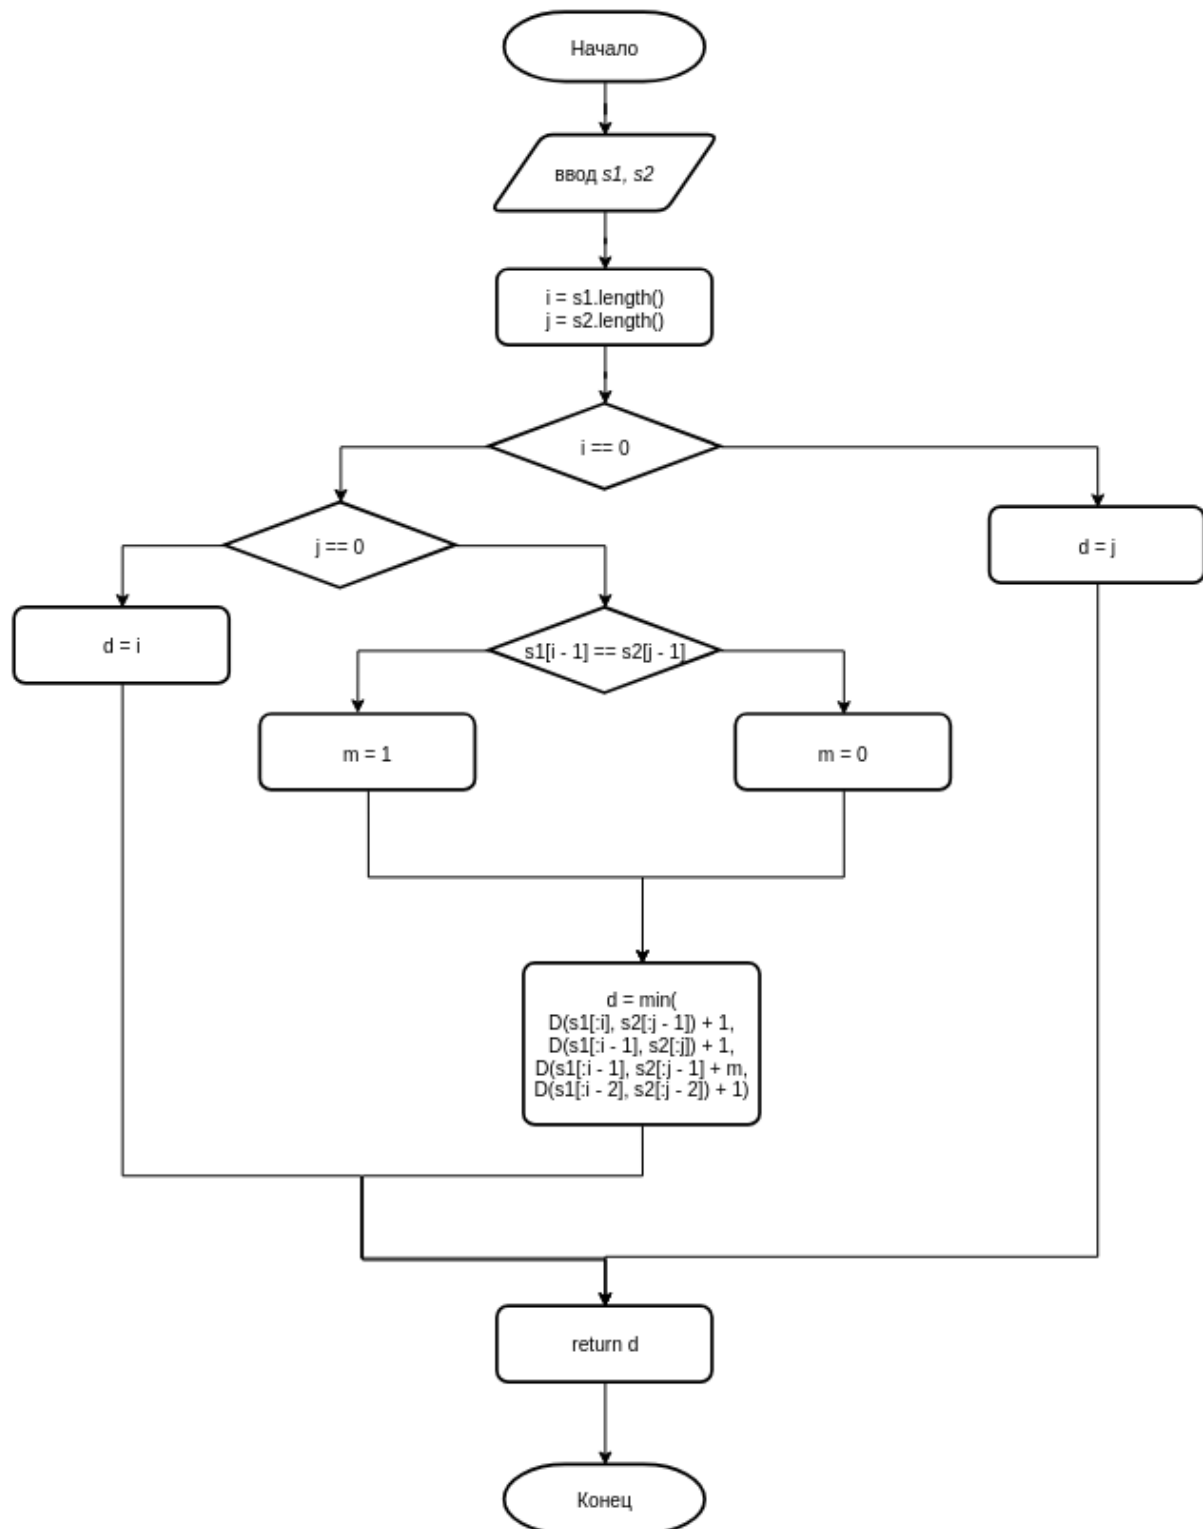 Начало
ввод s1, s2
i = s1.length()
j = s2.length()
i == 0
j == 0
d = j
d = i
s1[i - 1] == s2[j - 1]
m = 1
m = 0
d = min(
D(s1[:i], s2[:j - 1]) + 1,
D(s1[:i - 1], s2[:j]) + 1,
D(s1[:i - 1], s2[:j - 1] + m,
D(s1[:i - 2], s2[:j - 2]) + 1)
return d
Конец